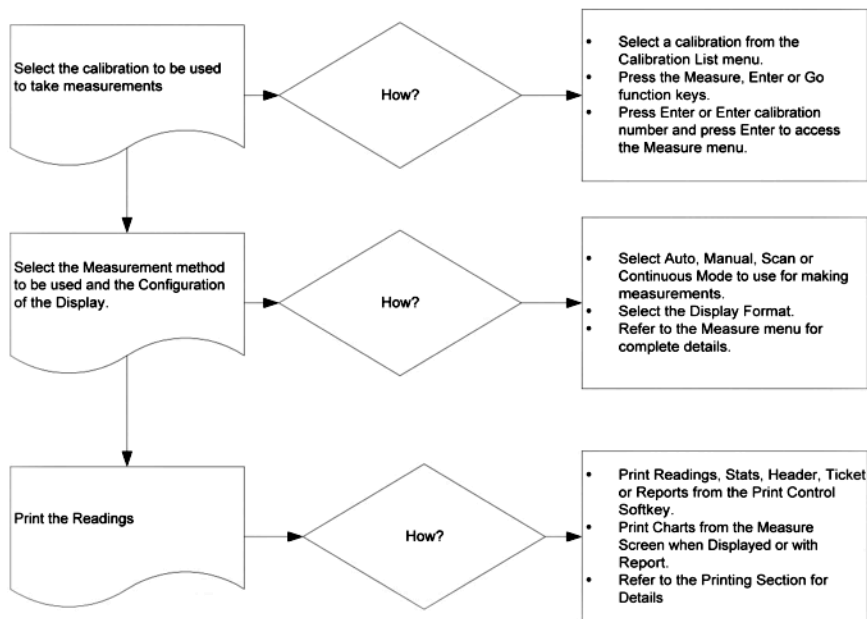 Select the calibration to be used
to take measurements
How?
• Select a calibration from the
Calibration List menu.
• Press the Measure, Enter or Go
function keys.
• Press Enter or Enter calibration
number and press Enter to access
the Measure menu.
Select the Measurement method
to be used and the Configuration
of the Display.
How?
• Select Auto, Manual, Scan or
Continuous Mode to use for making
measurements.
• Select the Display Format.
• Refer to the Measure menu for
complete details.
Print the Readings
How?
• Print Readings, Stats, Header, Ticket
or Reports from the Print Control
Softkey.
• Print Charts from the Measure
Screen when Displayed or with
Report.
• Refer to the Printing Section for
Details